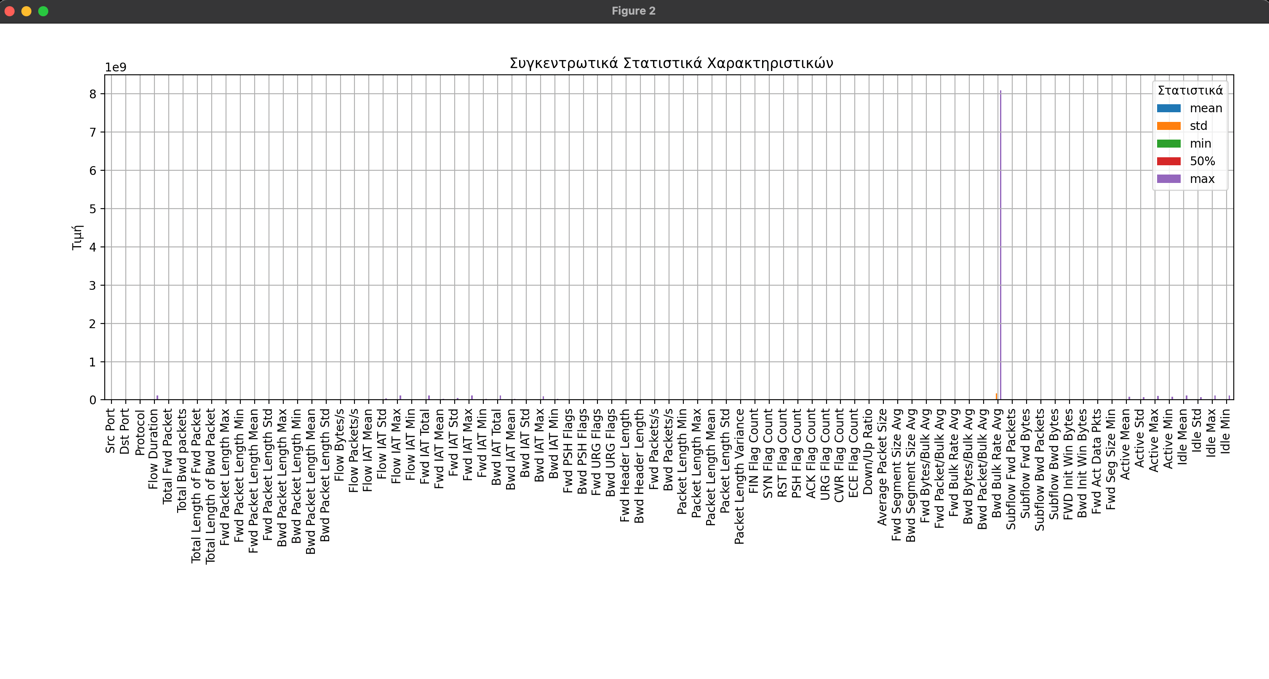 Figure 2
Συγκεντρωτικά Στατιστικά Χαρακτηριστικών
1e9
8
7
6
5
4
3
2
1
0
Τιμή
Στατιστικά
mean
std
min
50%
max
Src Port
Dst Port
Protocol
Flow Duration
Total Fwd Packet
Total Bwd packets
Total Length of Fwd Packet
Total Length of Bwd Packet
Fwd Packet Length Max
Fwd Packet Length Min
Fwd Packet Length Mean
Fwd Packet Length Std
Bwd Packet Length Max
Bwd Packet Length Min
Bwd Packet Length Mean
Bwd Packet Length Std
Flow Bytes/s
Flow Packets/s
Flow IAT Mean
Flow IAT Std
Flow IAT Max
Flow IAT Min
Fwd IAT Total
Fwd IAT Mean
Fwd IAT Std
Fwd IAT Max
Fwd IAT Min
Bwd IAT Total
Bwd IAT Mean
Bwd IAT Std
Bwd IAT Max
Bwd IAT Min
Fwd PSH Flags
Bwd PSH Flags
Fwd URG Flags
Bwd URG Flags
Fwd Header Length
Bwd Header Length
Fwd Packets/s
Bwd Packets/s
Packet Length Min
Packet Length Max
Packet Length Mean
Packet Length Std
Packet Length Variance
FIN Flag Count
SYN Flag Count
RST Flag Count
PSH Flag Count
ACK Flag Count
URG Flag Count
CWR Flag Count
ECE Flag Count
Down/Up Ratio
Average Packet Size
Fwd Segment Size Avg
Bwd Segment Size Avg
Fwd Bytes/Bulk Avg
Fwd Packet/Bulk Avg
Fwd Bulk Rate Avg
Bwd Bytes/Bulk Avg
Bwd Packet/Bulk Avg
Bwd Bulk Rate Avg
Subflow Fwd Packets
Subflow Fwd Bytes
Subflow Bwd Packets
Subflow Bwd Bytes
FWD Init Win Bytes
Bwd Init Win Bytes
Fwd Act Data Pkts
Fwd Seg Size Min
Active Mean
Active Std
Active Max
Active Min
Idle Mean
Idle Std
Idle Max
Idle Min